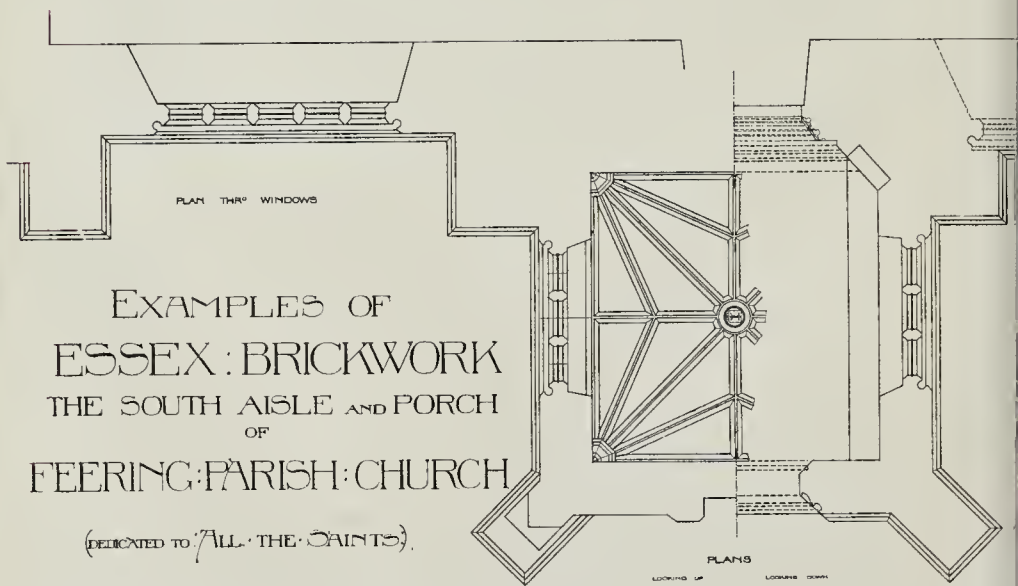 PLAN THRO WINDOWS
EXAMPLES OF
ESSEX : BRICKWORK
THE SOUTH AISLE AND PORCH
OF
FEERING : PARISH : CHURCH
(DEDICATED TO : ALL · THE · SAINTS)
PLANS
LOOKING UP LOOKING DOWN